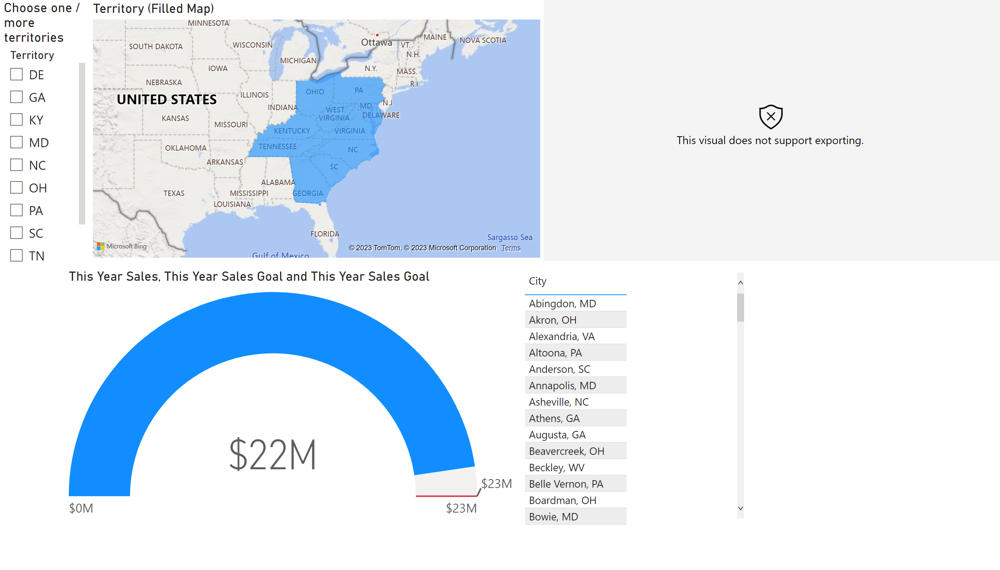 Choose one /
more
territories
Territory
DE
GA
KY
MD
NC
OH
PA
SC
TN
Territory (Filled Map)
MINNESOTA
SOUTH DAKOTA
WISCONSIN
Ottawa
VT.
MAINE
NOVA SCOTIA
N.H.
MICHIGAN
IOWA
N.Y.
MASS.
NEBRASKA
R.I.
UNITED STATES
ILLINOIS
OHIO
PA
INDIANA
WEST
VIRGINIA
MD.
N.J.
DELAWARE
KANSAS
MISSOURI
KENTUCKY
VIRGINIA
OKLAHOMA
TENNESSEE
NC
ARKANSAS
SC
ALABAMA
TEXAS
MISSISSIPPI
GEORGIA
LOUISIANA
FLORIDA
Sargasso Sea
Microsoft Bing
© 2023 TomTom, © 2023 Microsoft Corporation Terms
Gulf of Mexico
This visual does not support exporting.
This Year Sales, This Year Sales Goal and This Year Sales Goal
$22M
$0M
$23M
$23M
City
Abingdon, MD
Akron, OH
Alexandria, VA
Altoona, PA
Anderson, SC
Annapolis, MD
Asheville, NC
Athens, GA
Augusta, GA
Beavercreek, OH
Beckley, WV
Belle Vernon, PA
Boardman, OH
Bowie, MD